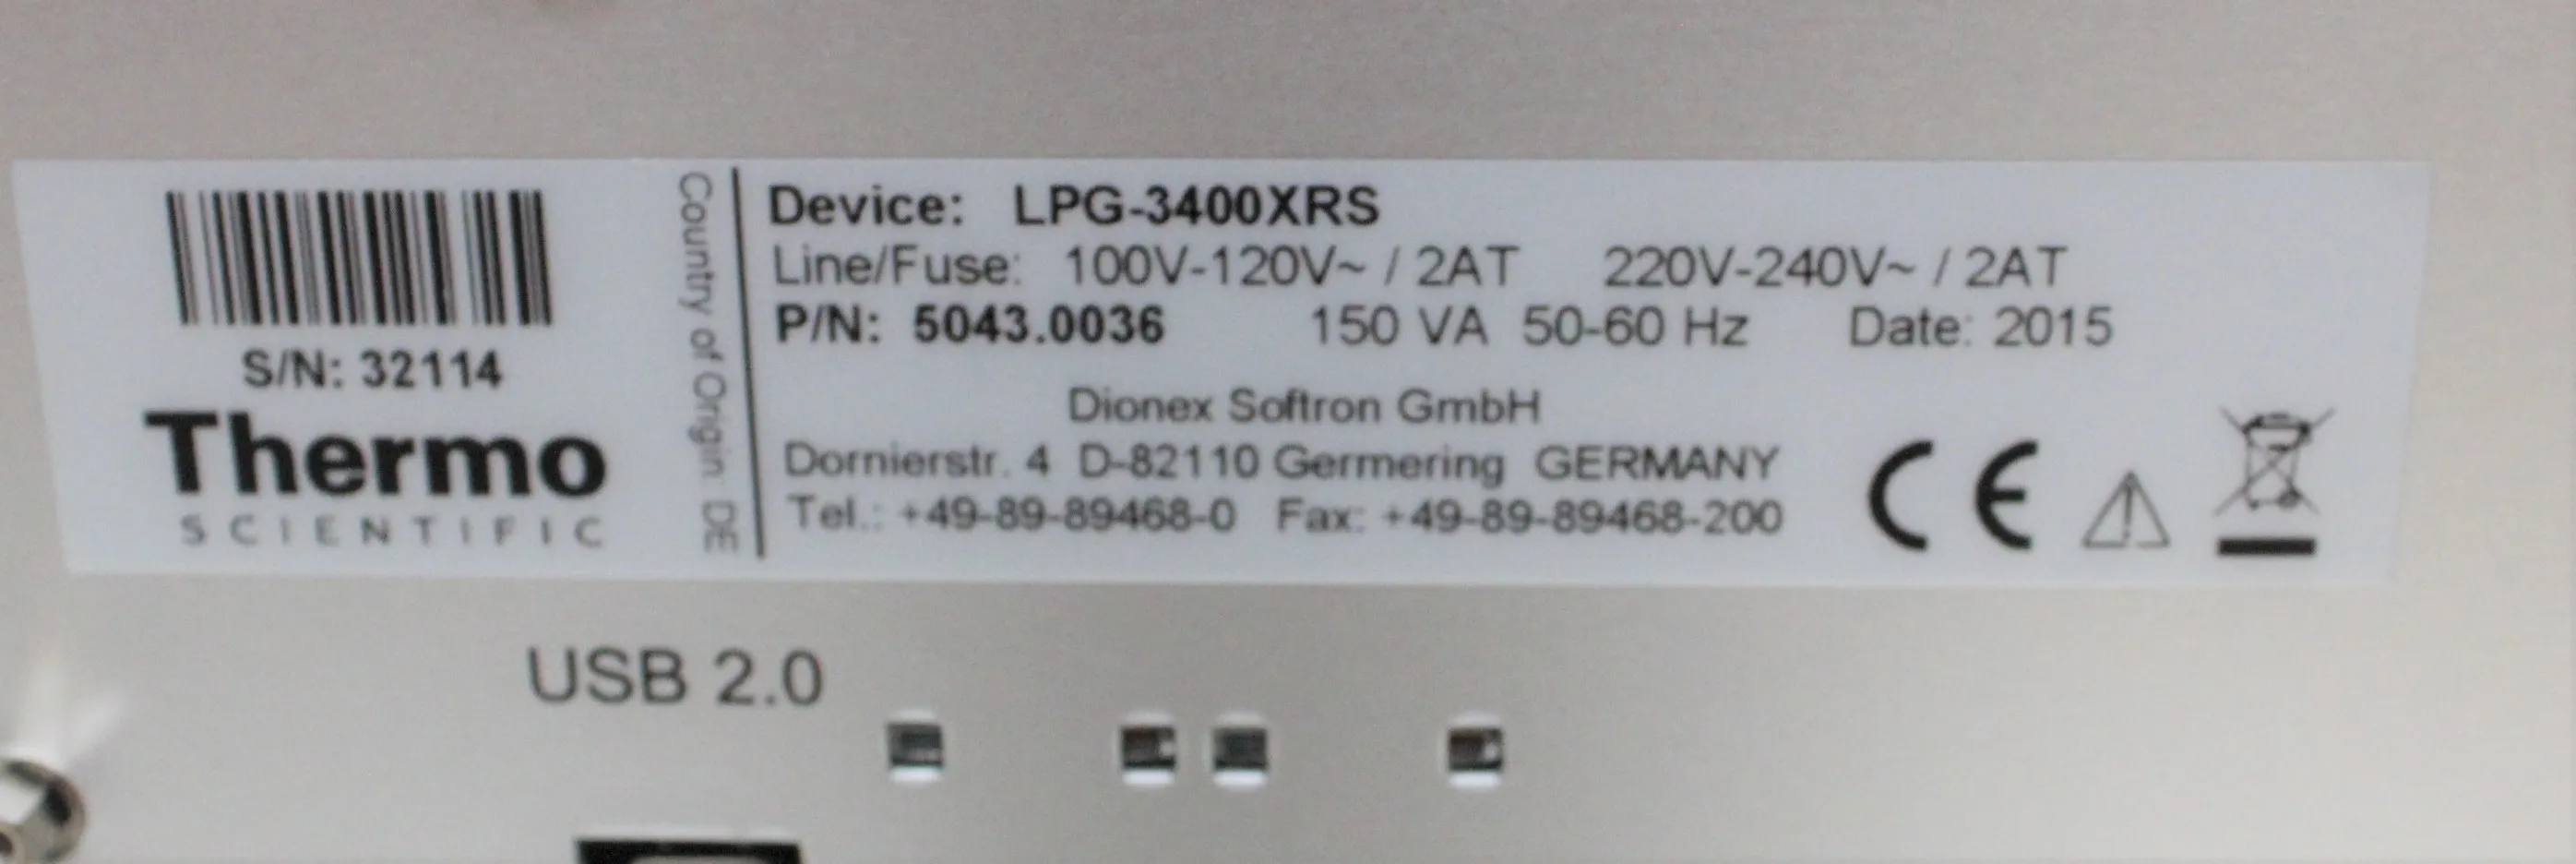 S/N: 32114
Thermo
SCIENTIFIC
Country of Origin: DE
Device: LPG-3400XRS
Line/Fuse: 100V-120V~ / 2AT 220V-240V~ / 2AT
P/N: 5043.0036 150 VA 50-60 Hz Date: 2015
Dionex Softron GmbH
Dornierstr. 4 D-82110 Germering GERMANY
Tel.: +49-89-89468-0 Fax: +49-89-89468-200
CE
USB 2.0